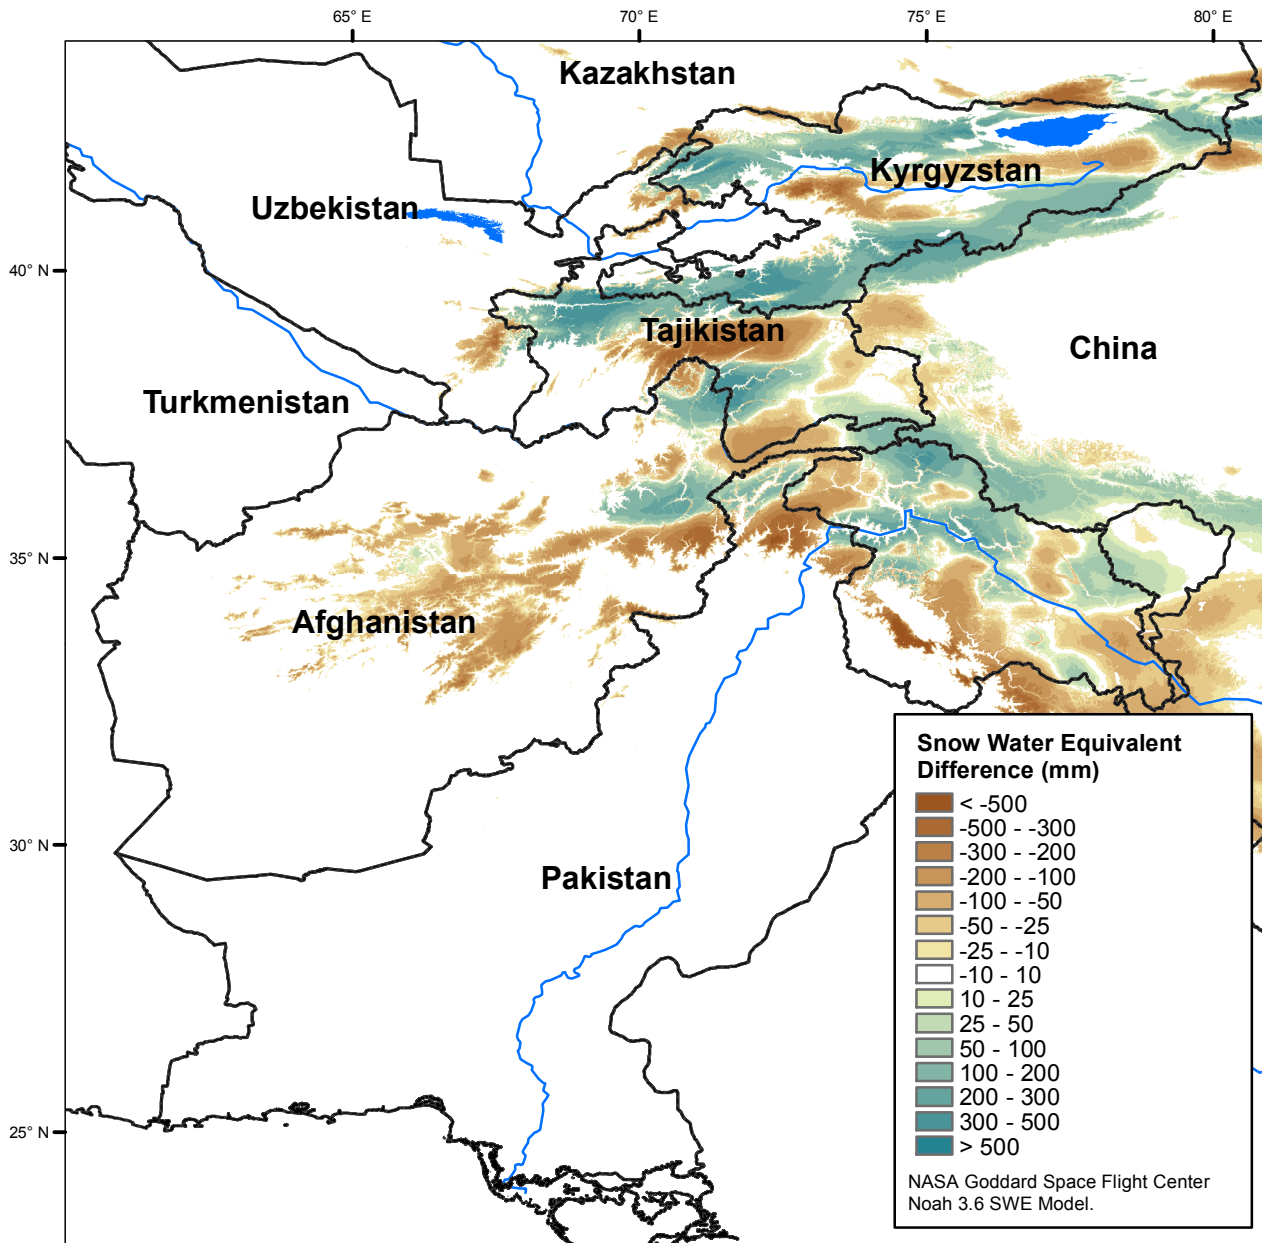 65° E
70° E
75° E
80° E
Kazakhstan
Kyrgyzstan
Uzbekistan
40° N
Tajikistan
China
Turkmenistan
35° N
Afghanistan
30° N
Pakistan
25° N
Snow Water Equivalent
Difference (mm)
< -500
-500 - -300
-300 - -200
-200 - -100
-100 - -50
-50 - -25
-25 - -10
-10 - 10
10 - 25
25 - 50
50 - 100
100 - 200
200 - 300
300 - 500
> 500
NASA Goddard Space Flight Center
Noah 3.6 SWE Model.